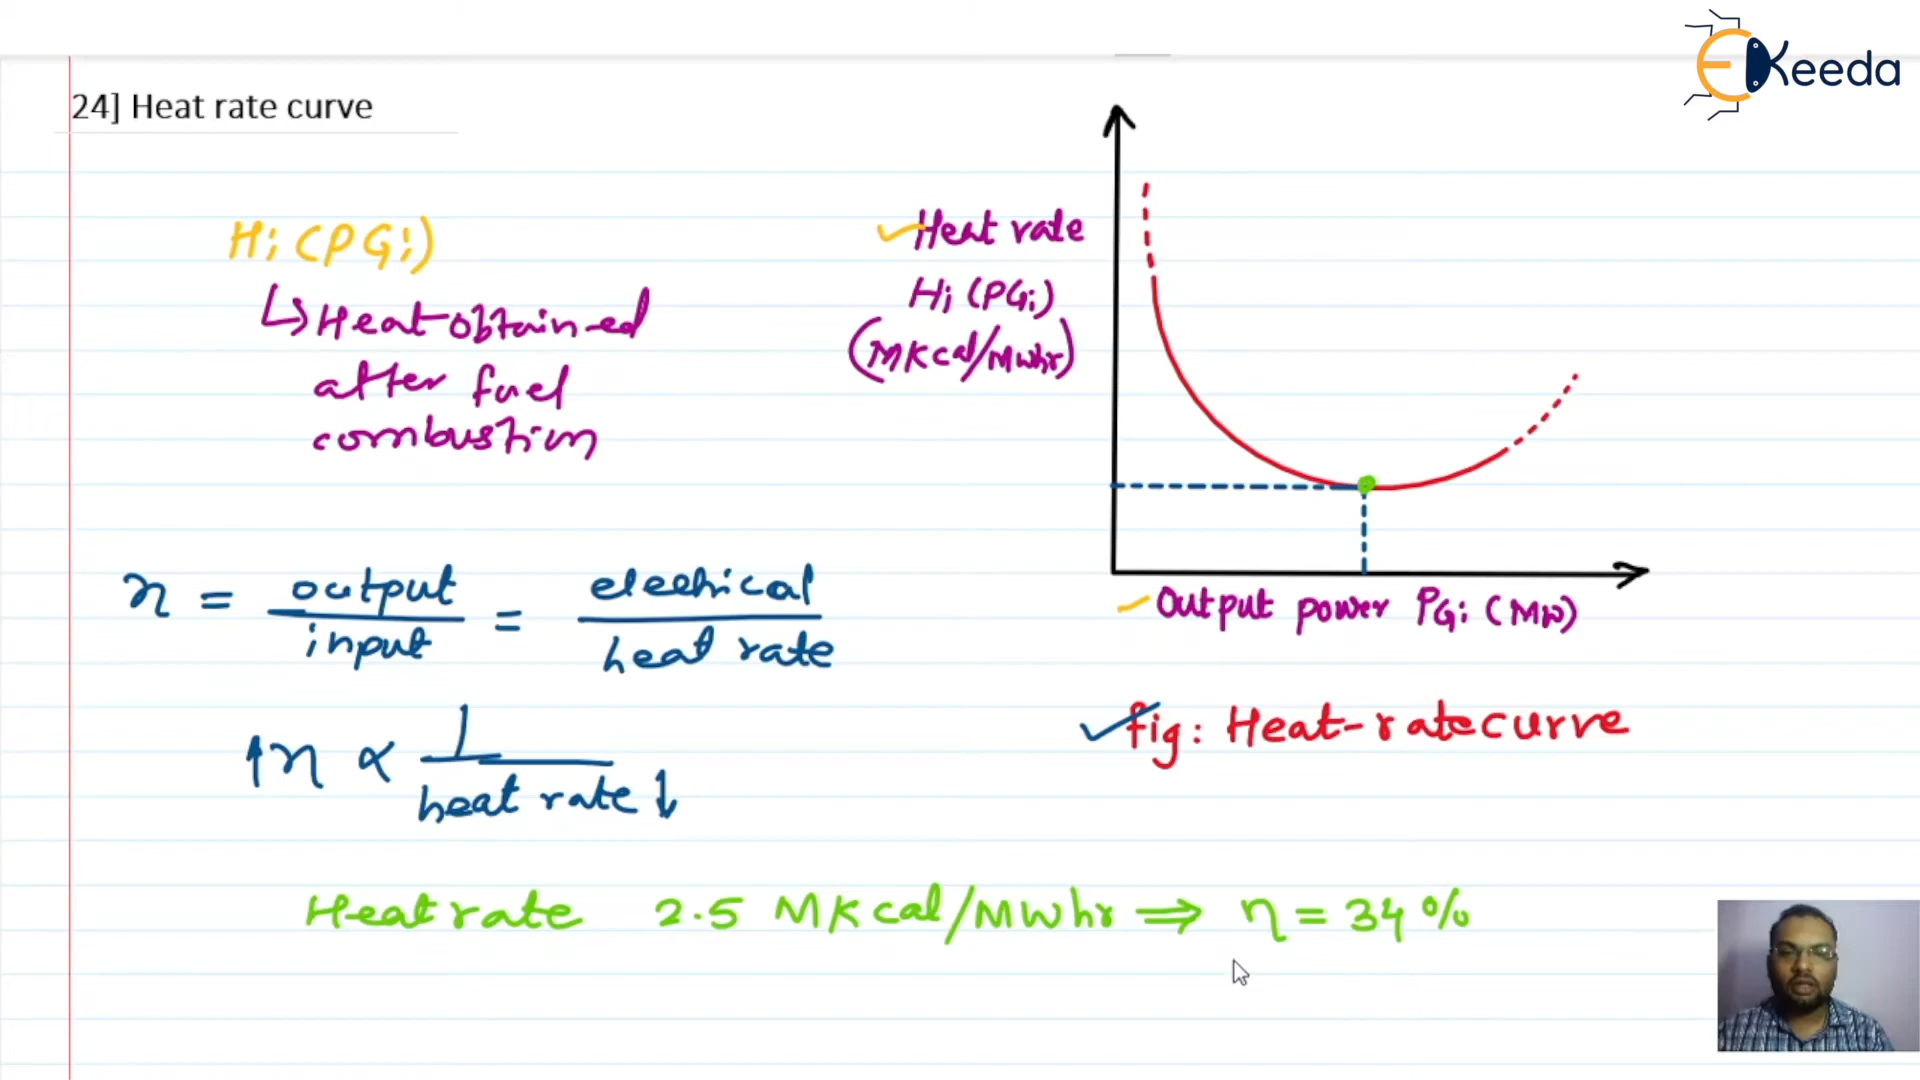 EKeeda
24] Heat rate curve
Hi (PGi)
↳ Heat obtained
after fuel
combustion
✓ Heat rate
Hi (PGi)
(MKcal/MWhr)
✓ Output power PGi (MW)
✓ fig: Heat-rate curve
η = output/input = electrical/heat rate
↑η ∝ 1/heat rate ↓
Heat rate 2.5 MKcal/MWhr ⇒ η = 34%